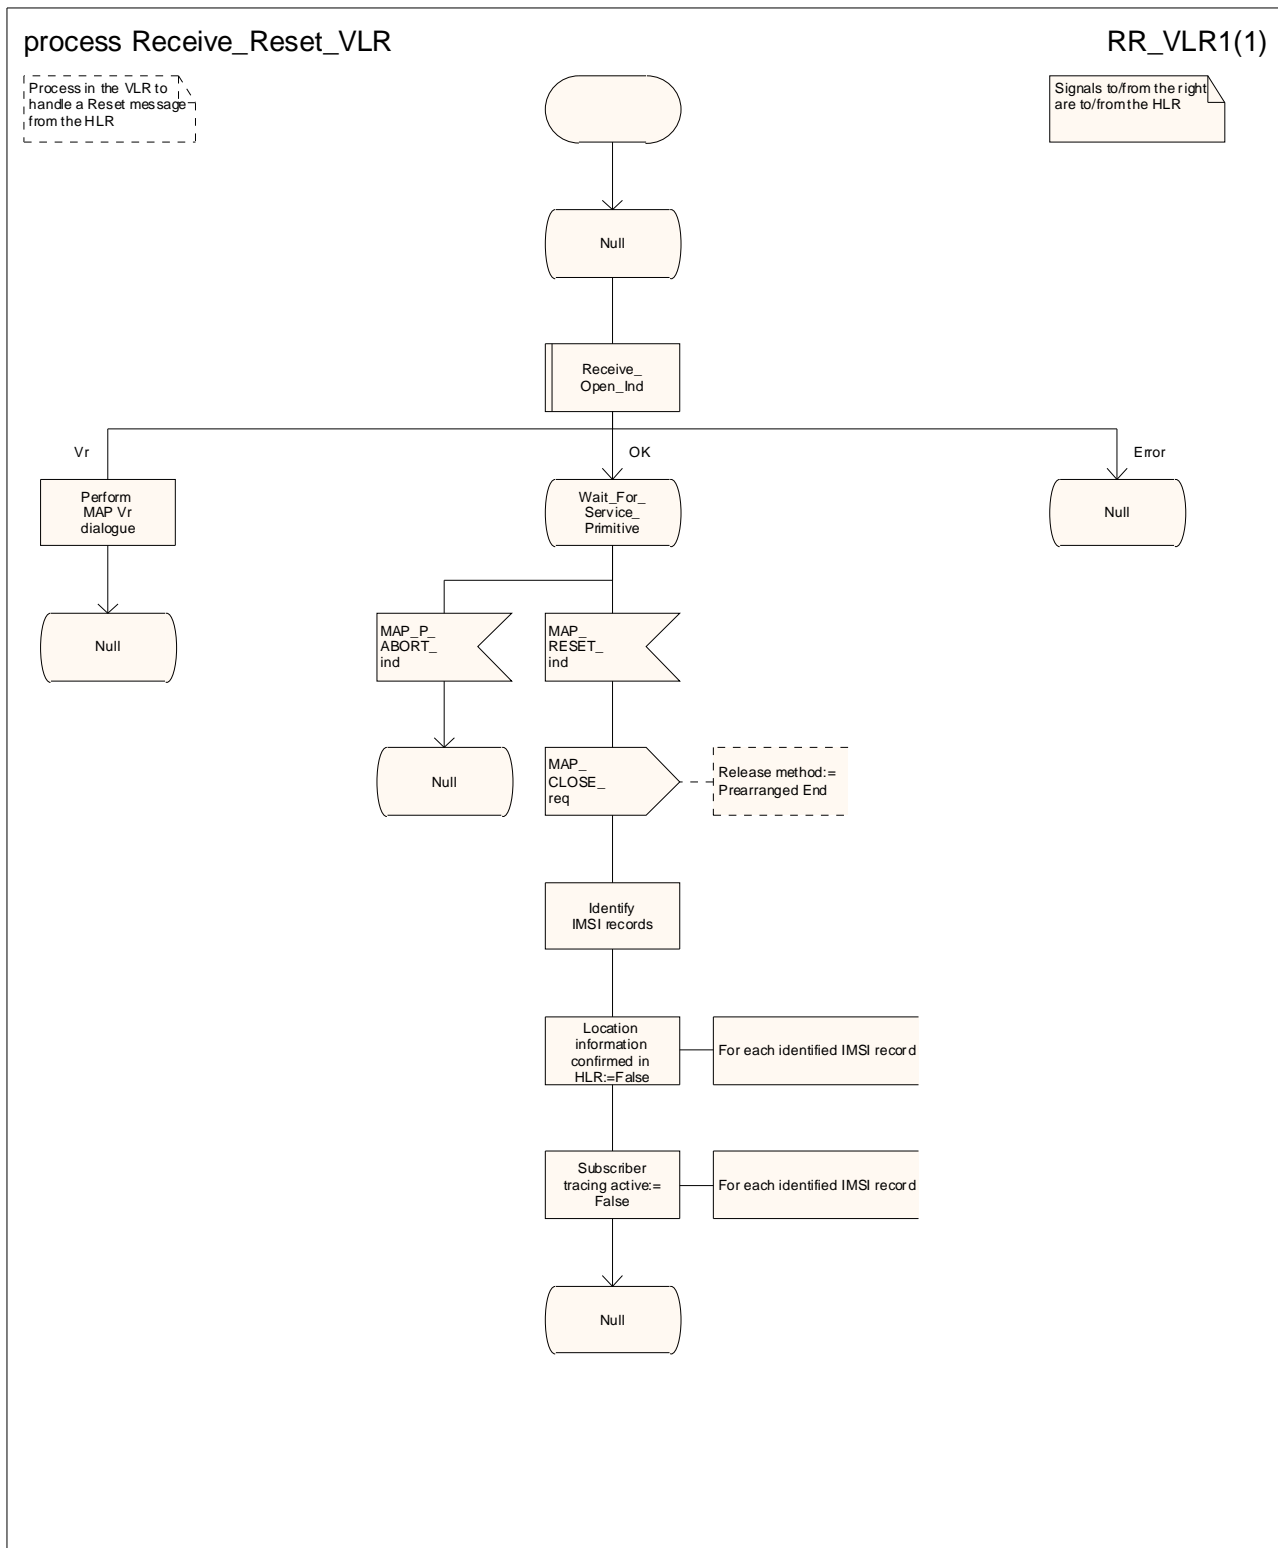 process Receive_Reset_VLR
RR_VLR1(1)
Process in the VLR to
handle a Reset message
from the HLR
Signals to/from the right
are to/from the HLR
Null
Receive_
Open_Ind
Vr
OK
Error
Perform
MAP Vr
dialogue
Wait_For_
Service_
Primitive
Null
Null
MAP_P_
ABORT_
ind
MAP_
RESET_
ind
Null
MAP_
CLOSE_
req
Release method:=
Prearranged End
Identify
IMSI records
Location
information
confirmed in
HLR:=False
For each identified IMSI record
Subscriber
tracing active:=
False
For each identified IMSI record
Null